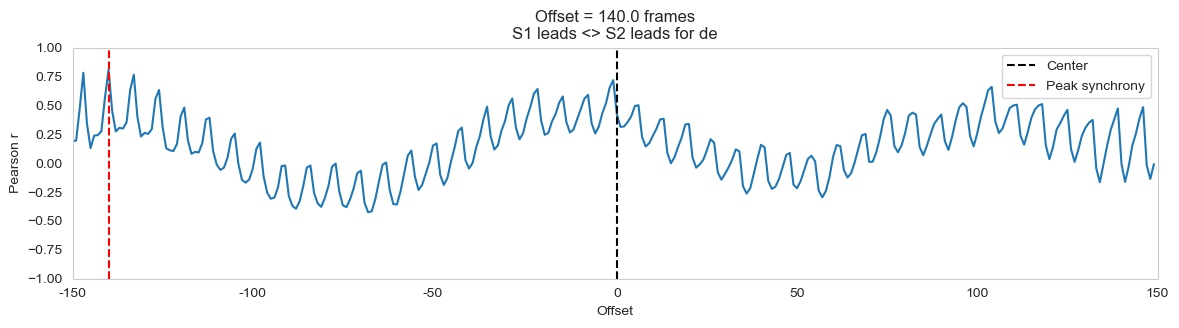 Offset = 140.0 frames
S1 leads <> S2 leads for de
1.00
0.75
0.50
0.25
0.00
−0.25
−0.50
−0.75
−1.00
Pearson r
Center
Peak synchrony
-150
-100
-50
0
50
100
150
Offset